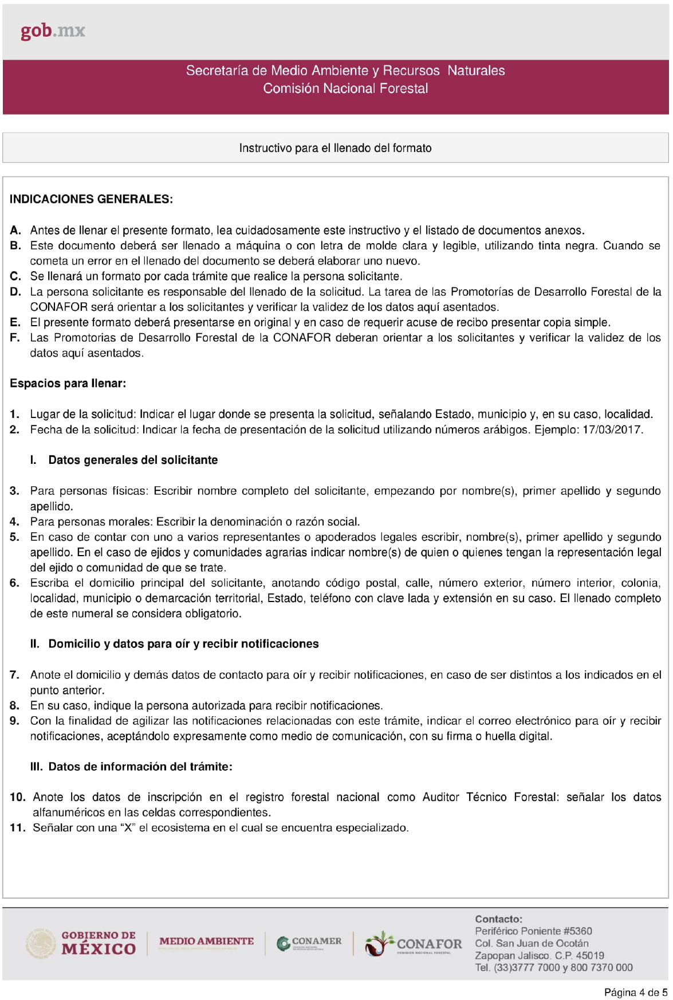 gob.mx
Secretaría de Medio Ambiente y Recursos Naturales
Comisión Nacional Forestal
Instructivo para el llenado del formato
INDICACIONES GENERALES:
A. Antes de llenar el presente formato, lea cuidadosamente este instructivo y el listado de documentos anexos.
B. Este documento deberá ser llenado a máquina o con letra de molde clara y legible, utilizando tinta negra. Cuando se
cometa un error en el llenado del documento se deberá elaborar uno nuevo.
C. Se llenará un formato por cada trámite que realice la persona solicitante.
D. La persona solicitante es responsable del llenado de la solicitud. La tarea de las Promotorías de Desarrollo Forestal de la
CONAFOR será orientar a los solicitantes y verificar la validez de los datos aquí asentados.
E. El presente formato deberá presentarse en original y en caso de requerir acuse de recibo presentar copia simple.
F. Las Promotorias de Desarrollo Forestal de la CONAFOR deberan orientar a los solicitantes y verificar la validez de los
datos aquí asentados.
Espacios para llenar:
1. Lugar de la solicitud: Indicar el lugar donde se presenta la solicitud, señalando Estado, municipio y, en su caso, localidad.
2. Fecha de la solicitud: Indicar la fecha de presentación de la solicitud utilizando números arábigos. Ejemplo: 17/03/2017.
I. Datos generales del solicitante
3. Para personas físicas: Escribir nombre completo del solicitante, empezando por nombre(s), primer apellido y segundo
apellido.
4. Para personas morales: Escribir la denominación o razón social.
5. En caso de contar con uno a varios representantes o apoderados legales escribir, nombre(s), primer apellido y segundo
apellido. En el caso de ejidos y comunidades agrarias indicar nombre(s) de quien o quienes tengan la representación legal
del ejido o comunidad de que se trate.
6. Escriba el domicilio principal del solicitante, anotando código postal, calle, número exterior, número interior, colonia,
localidad, municipio o demarcación territorial, Estado, teléfono con clave lada y extensión en su caso. El llenado completo
de este numeral se considera obligatorio.
II. Domicilio y datos para oír y recibir notificaciones
7. Anote el domicilio y demás datos de contacto para oír y recibir notificaciones, en caso de ser distintos a los indicados en el
punto anterior.
8. En su caso, indique la persona autorizada para recibir notificaciones.
9. Con la finalidad de agilizar las notificaciones relacionadas con este trámite, indicar el correo electrónico para oír y recibir
notificaciones, aceptándolo expresamente como medio de comunicación, con su firma o huella digital.
III. Datos de información del trámite:
10. Anote los datos de inscripción en el registro forestal nacional como Auditor Técnico Forestal: señalar los datos
alfanuméricos en las celdas correspondientes.
11. Señalar con una “X” el ecosistema en el cual se encuentra especializado.
GOBIERNO DE
MÉXICO
MEDIO AMBIENTE
CONAMER
CONAFOR
COMISIÓN NACIONAL FORESTAL
Contacto:
Periférico Poniente #5360
Col. San Juan de Ocotán
Zapopan Jalisco. C.P. 45019
Tel. (33)3777 7000 y 800 7370 000
Página 4 de 5